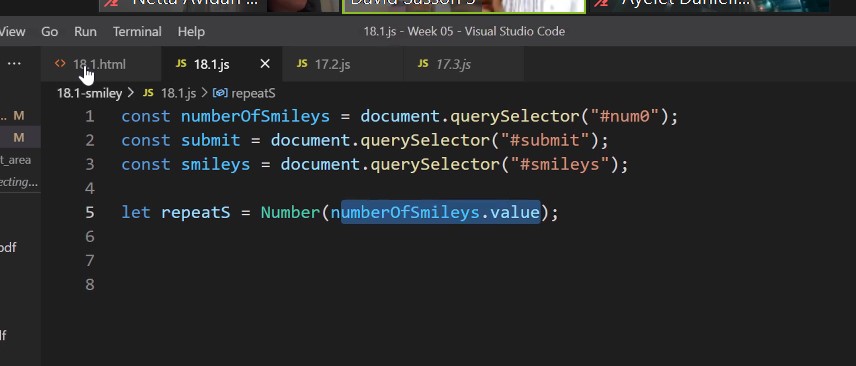 Netta Avidan ...
David Sasson S
Ayelet Daniell...
View Go Run Terminal Help
18.1.js - Week 05 - Visual Studio Code
... 18.1.html JS 18.1.js × JS 17.2.js JS 17.3.js
18.1-smiley > JS 18.1.js > repeatS
.. M
M
t_area
ecting...
pdf
lf
1 const numberOfSmileys = document.querySelector("#num0");
2 const submit = document.querySelector("#submit");
3 const smileys = document.querySelector("#smileys");
4
5 let repeatS = Number(numberOfSmileys.value);
6
7
8